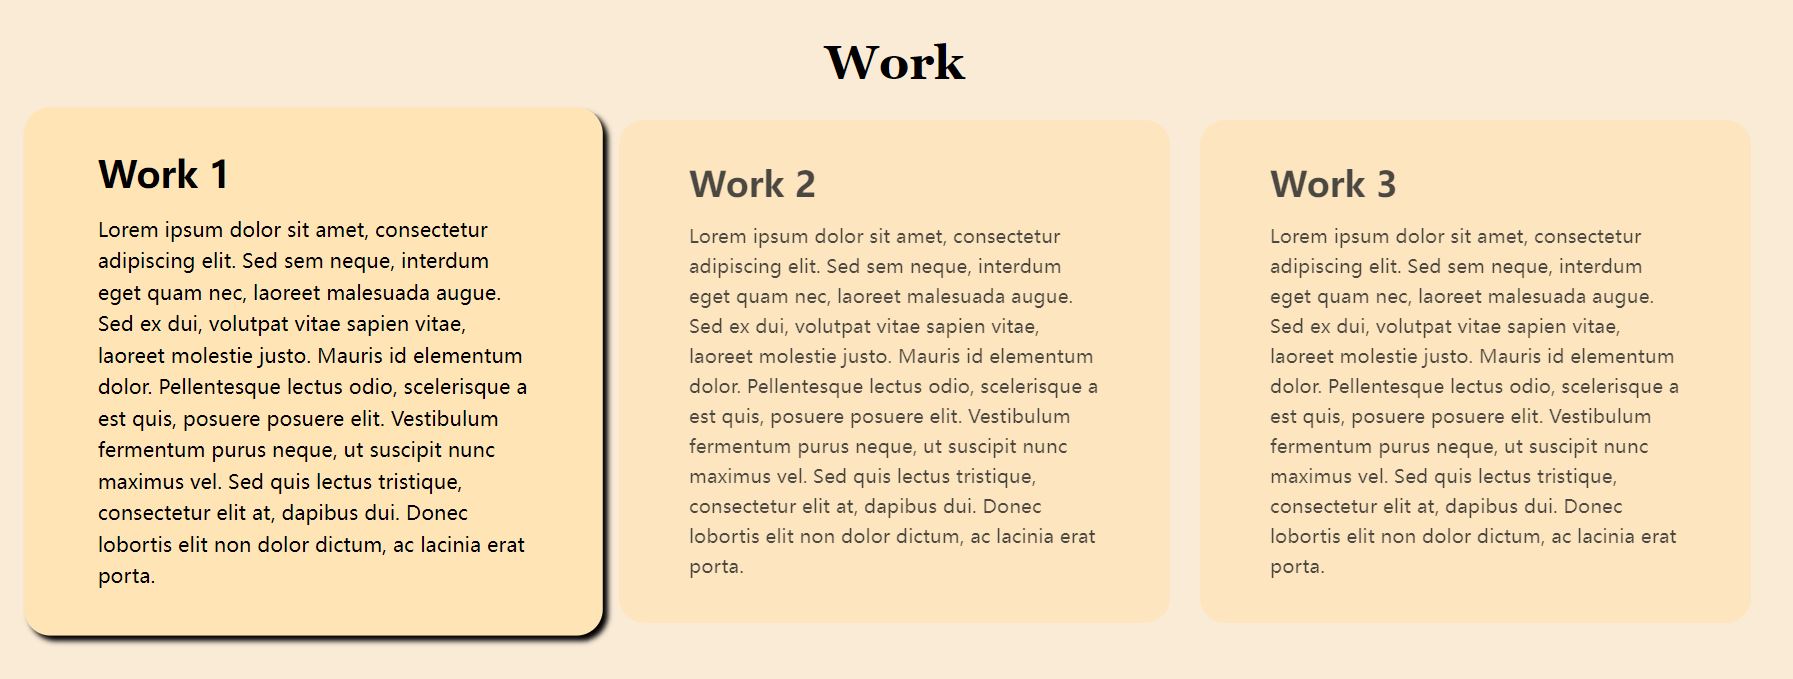 Work
Work 1
Lorem ipsum dolor sit amet, consectetur
adipiscing elit. Sed sem neque, interdum
eget quam nec, laoreet malesuada augue.
Sed ex dui, volutpat vitae sapien vitae,
laoreet molestie justo. Mauris id elementum
dolor. Pellentesque lectus odio, scelerisque a
est quis, posuere posuere elit. Vestibulum
fermentum purus neque, ut suscipit nunc
maximus vel. Sed quis lectus tristique,
consectetur elit at, dapibus dui. Donec
lobortis elit non dolor dictum, ac lacinia erat
porta.
Work 2
Lorem ipsum dolor sit amet, consectetur
adipiscing elit. Sed sem neque, interdum
eget quam nec, laoreet malesuada augue.
Sed ex dui, volutpat vitae sapien vitae,
laoreet molestie justo. Mauris id elementum
dolor. Pellentesque lectus odio, scelerisque a
est quis, posuere posuere elit. Vestibulum
fermentum purus neque, ut suscipit nunc
maximus vel. Sed quis lectus tristique,
consectetur elit at, dapibus dui. Donec
lobortis elit non dolor dictum, ac lacinia erat
porta.
Work 3
Lorem ipsum dolor sit amet, consectetur
adipiscing elit. Sed sem neque, interdum
eget quam nec, laoreet malesuada augue.
Sed ex dui, volutpat vitae sapien vitae,
laoreet molestie justo. Mauris id elementum
dolor. Pellentesque lectus odio, scelerisque a
est quis, posuere posuere elit. Vestibulum
fermentum purus neque, ut suscipit nunc
maximus vel. Sed quis lectus tristique,
consectetur elit at, dapibus dui. Donec
lobortis elit non dolor dictum, ac lacinia erat
porta.